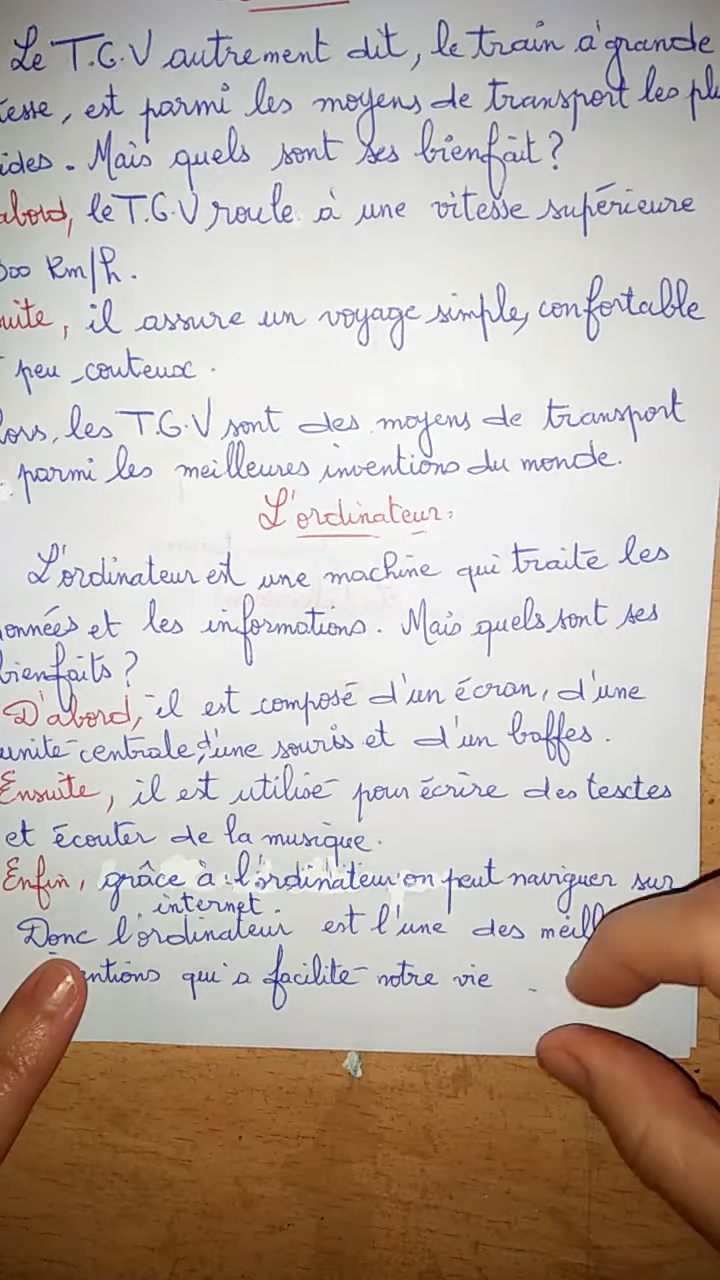 Le T.G.V autrement dit, le train à grande
tesse, est parmi les moyens de transport les plu
ides. Mais quels sont ses bienfait?
abord, le T.G.V roule à une vitesse supérieure
300 Km/h.
suite, il assure un voyage simple, confortable
t peu couteux.
lors, les T.G.V sont des moyens de transport
parmi les meilleures inventions du monde.
L'ordinateur:
L'ordinateur est une machine qui traite les
onnées et les informations. Mais quels sont ses
bienfaits?
D'abord, il est composé d'un écran, d'une
unité centrale, d'une souris et d'un baffes.
Ensuite, il est utilisé pour écrire des textes
et écouter de la musique.
Enfin, grâce à l'ordinateur on peut naviguer sur
internet.
Donc l'ordinateur est l'une des meill
entions qui a facilité notre vie